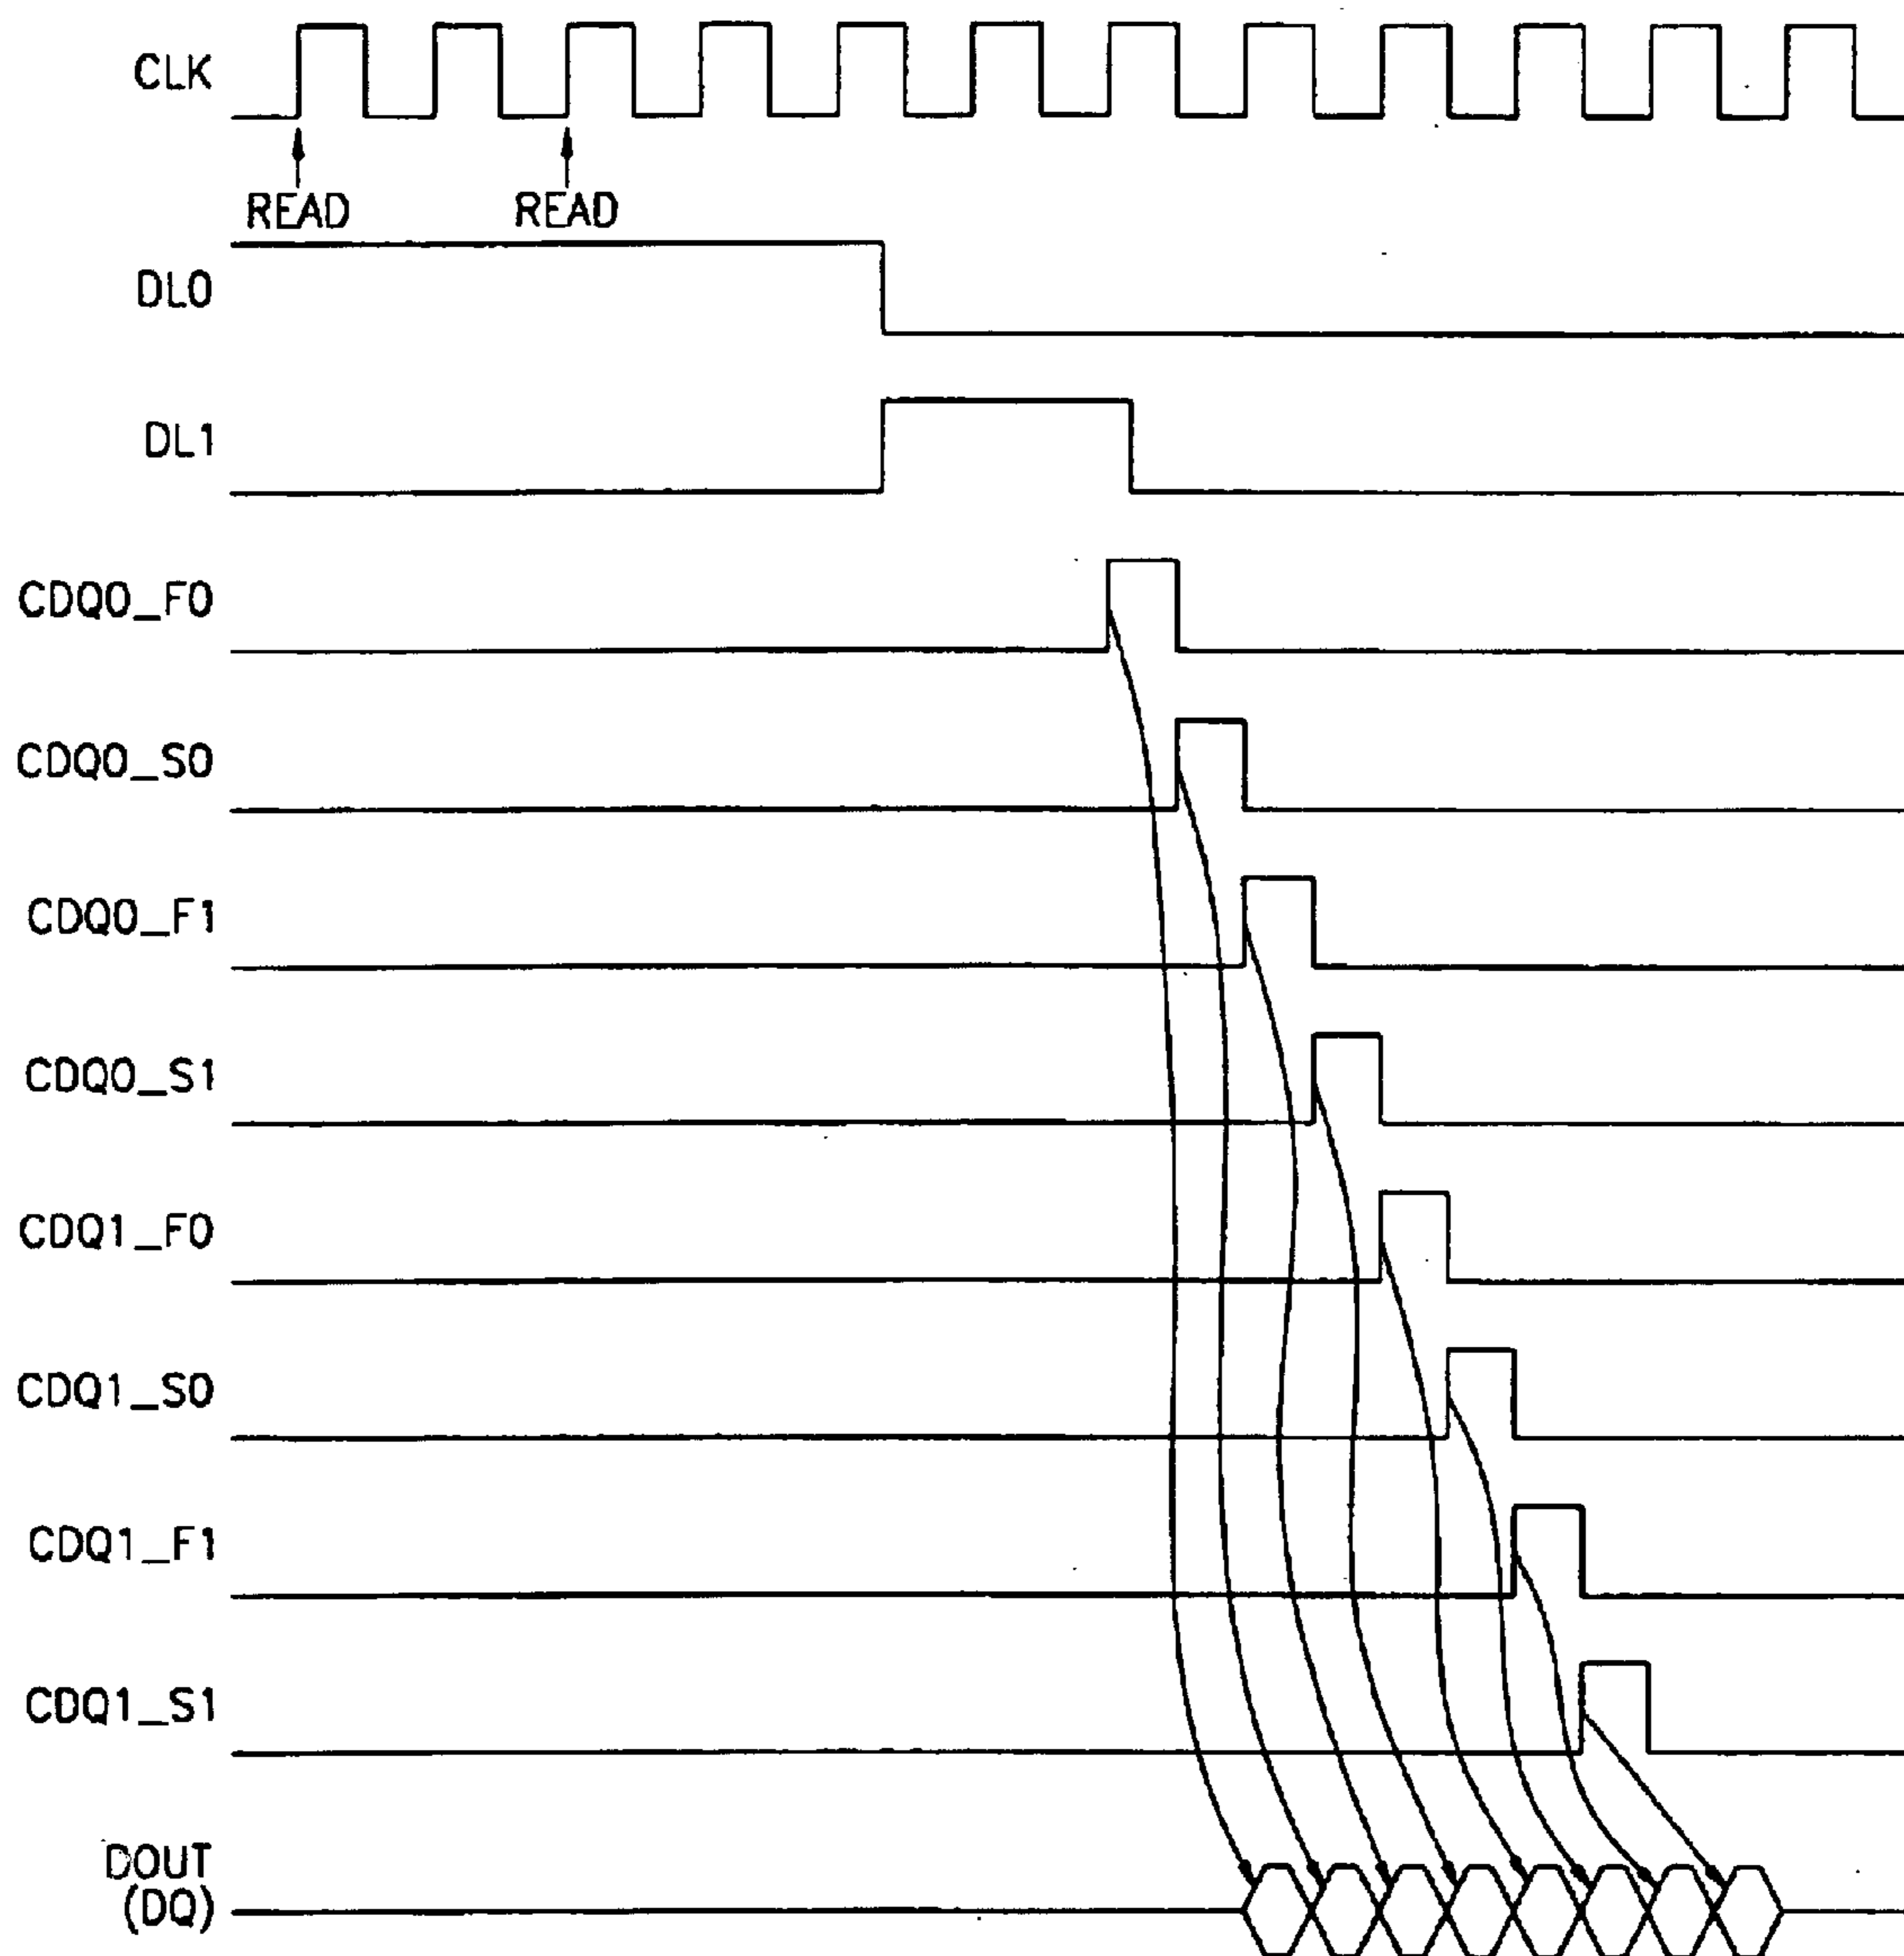 CLK
READ READ
DL0
DL1
CDQ0_F0
CDQ0_S0
CDQ0_F1
CDQ0_S1
CDQ1_F0
CDQ1_S0
CDQ1_F1
CDQ1_S1
DOUT
(DQ)